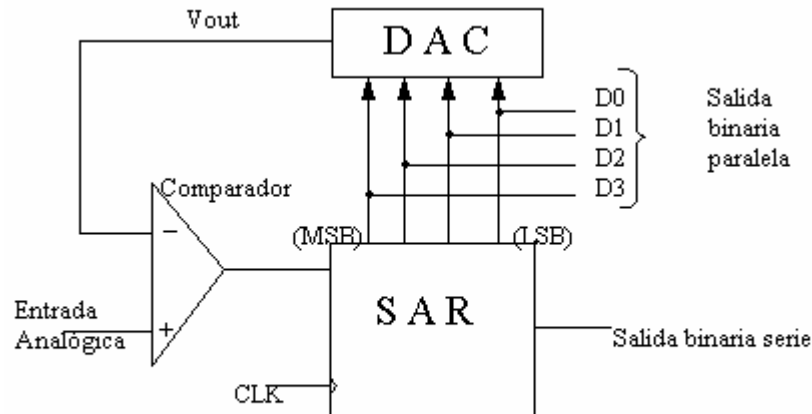 Vout
D A C
D0
D1
D2
D3
Salida
binaria
paralela
Comparador
−
+
(MSB)
(LSB)
Entrada
Analógica
S A R
CLK
Salida binaria serie